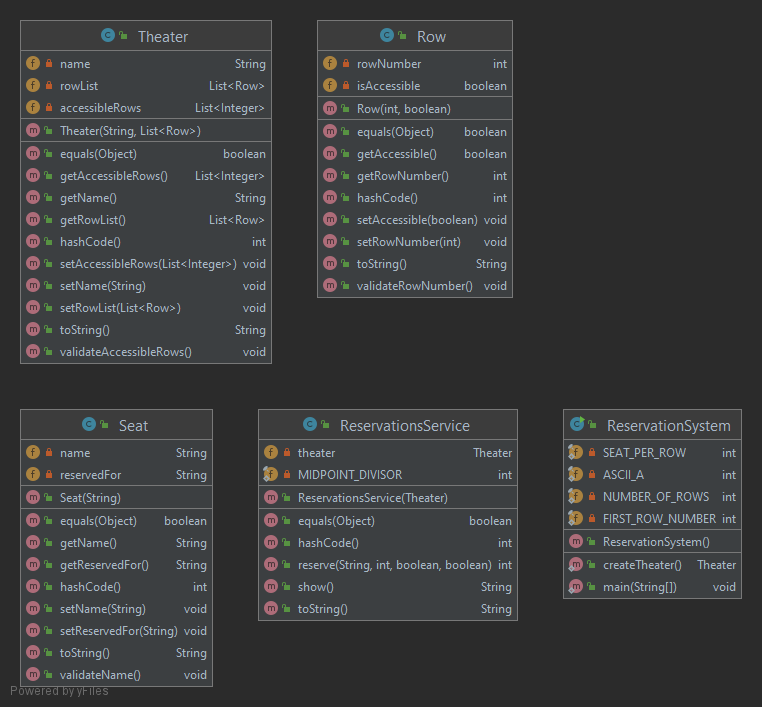 Theater
name String
rowList List<Row>
accessibleRows List<Integer>
Theater(String, List<Row>)
equals(Object) boolean
getAccessibleRows() List<Integer>
getName() String
getRowList() List<Row>
hashCode() int
setAccessibleRows(List<Integer>) void
setName(String) void
setRowList(List<Row>) void
toString() String
validateAccessibleRows() void
Row
rowNumber int
isAccessible boolean
Row(int, boolean)
equals(Object) boolean
getAccessible() boolean
getRowNumber() int
hashCode() int
setAccessible(boolean) void
setRowNumber(int) void
toString() String
validateRowNumber() void
Seat
name String
reservedFor String
Seat(String)
equals(Object) boolean
getName() String
getReservedFor() String
hashCode() int
setName(String) void
setReservedFor(String) void
toString() String
validateName() void
ReservationsService
theater Theater
MIDPOINT_DIVISOR int
ReservationsService(Theater)
equals(Object) boolean
hashCode() int
reserve(String, int, boolean, boolean) int
show() String
toString() String
ReservationSystem
SEAT_PER_ROW int
ASCII_A int
NUMBER_OF_ROWS int
FIRST_ROW_NUMBER int
ReservationSystem()
createTheater() Theater
main(String[]) void
Powered by yFiles